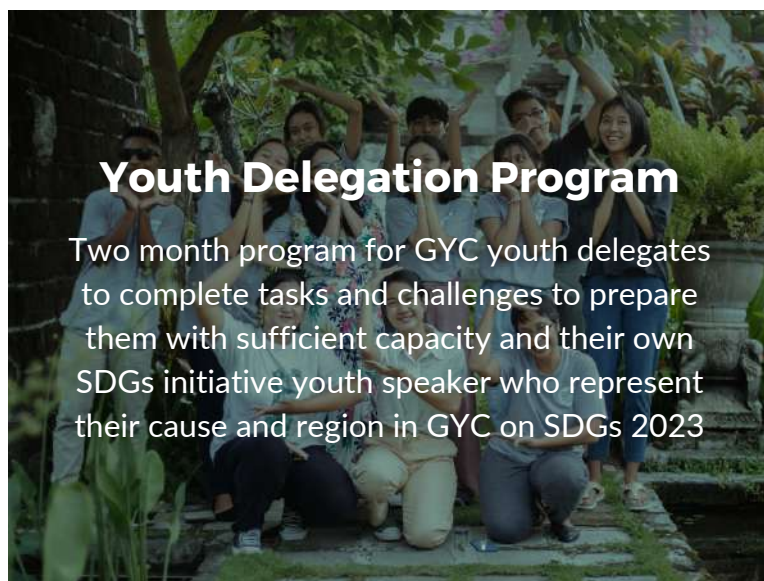 Youth Delegation Program
Two month program for GYC youth delegates
to complete tasks and challenges to prepare
them with sufficient capacity and their own
SDGs initiative youth speaker who represent
their cause and region in GYC on SDGs 2023